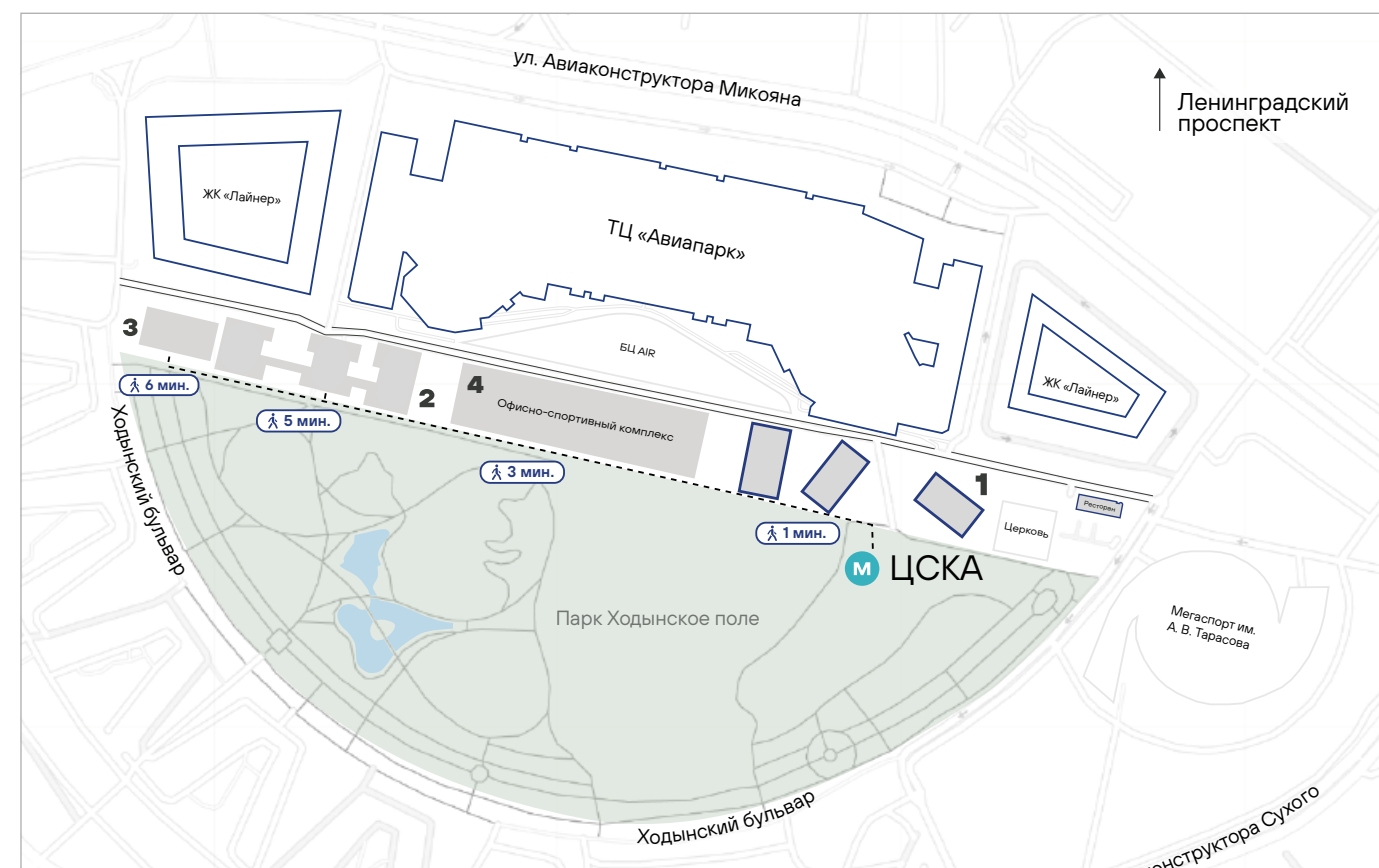 ул. Авиаконструктора Микояна
Ленинградский
проспект
ЖК «Лайнер»
ТЦ «Авиапарк»
БЦ AIR
ЖК «Лайнер»
3
6 мин.
2
5 мин.
4
Офисно-спортивный комплекс
3 мин.
1
Ресторан
Церковь
1 мин.
М ЦСКА
Ходынский бульвар
Парк Ходынское поле
Мегаспорт им.
А. В. Тарасова
Ходынский бульвар
конструктора Сухого